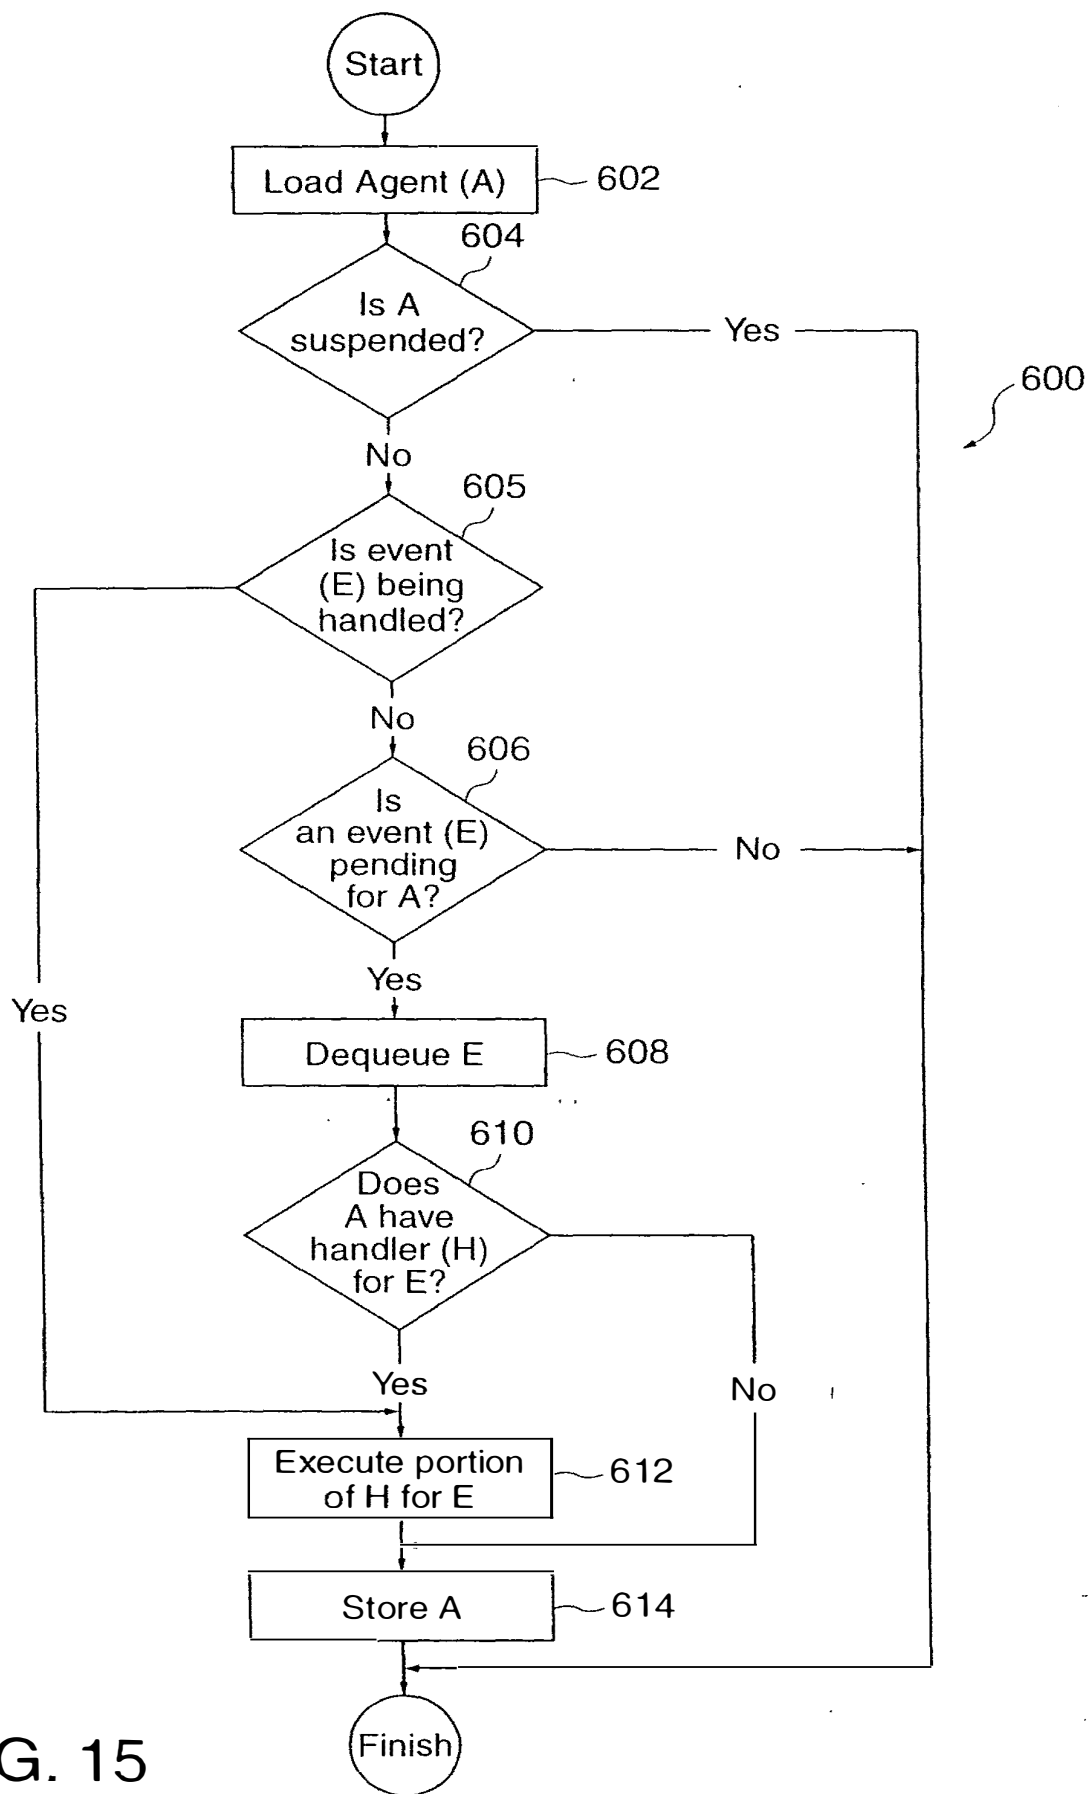 Start
Load Agent (A)
602
604
Is A
suspended?
Yes
600
No
605
Is event
(E) being
handled?
No
606
Is
an event (E)
pending
for A?
No
Yes
Yes
Dequeue E
608
610
Does
A have
handler (H)
for E?
Yes
No
Execute portion
of H for E
612
Store A
614
Finish
G. 15